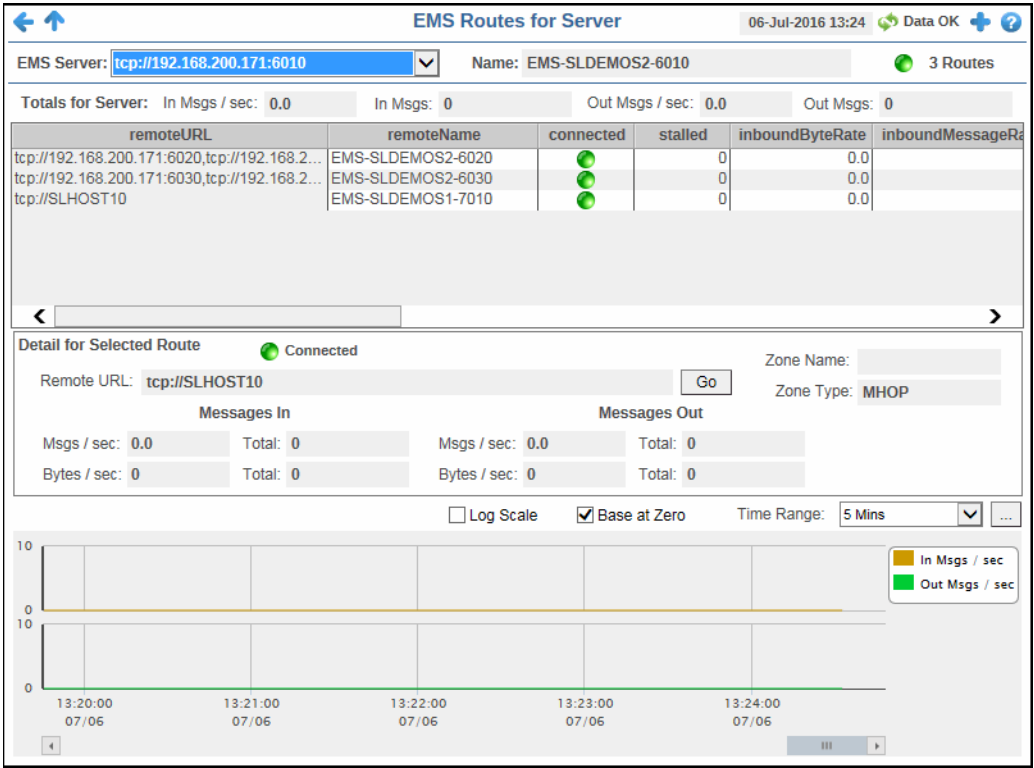 EMS Routes for Server 06-Jul-2016 13:24 Data OK
EMS Server: tcp://192.168.200.171:6010 Name: EMS-SLDEMOS2-6010 3 Routes
Totals for Server: In Msgs / sec: 0.0 In Msgs: 0 Out Msgs / sec: 0.0 Out Msgs: 0
remoteURL remoteName connected stalled inboundByteRate inboundMessageRa
tcp://192.168.200.171:6020,tcp://192.168.2... EMS-SLDEMOS2-6020 0 0.0
tcp://192.168.200.171:6030,tcp://192.168.2... EMS-SLDEMOS2-6030 0 0.0
tcp://SLHOST10 EMS-SLDEMOS1-7010 0 0.0
Detail for Selected Route Connected
Zone Name:
Remote URL: tcp://SLHOST10 Go
Zone Type: MHOP
Messages In Messages Out
Msgs / sec: 0.0 Total: 0 Msgs / sec: 0.0 Total: 0
Bytes / sec: 0 Total: 0 Bytes / sec: 0 Total: 0
Log Scale Base at Zero Time Range: 5 Mins ...
10
In Msgs / sec
Out Msgs / sec
0
10
0
13:20:00 13:21:00 13:22:00 13:23:00 13:24:00
07/06 07/06 07/06 07/06 07/06